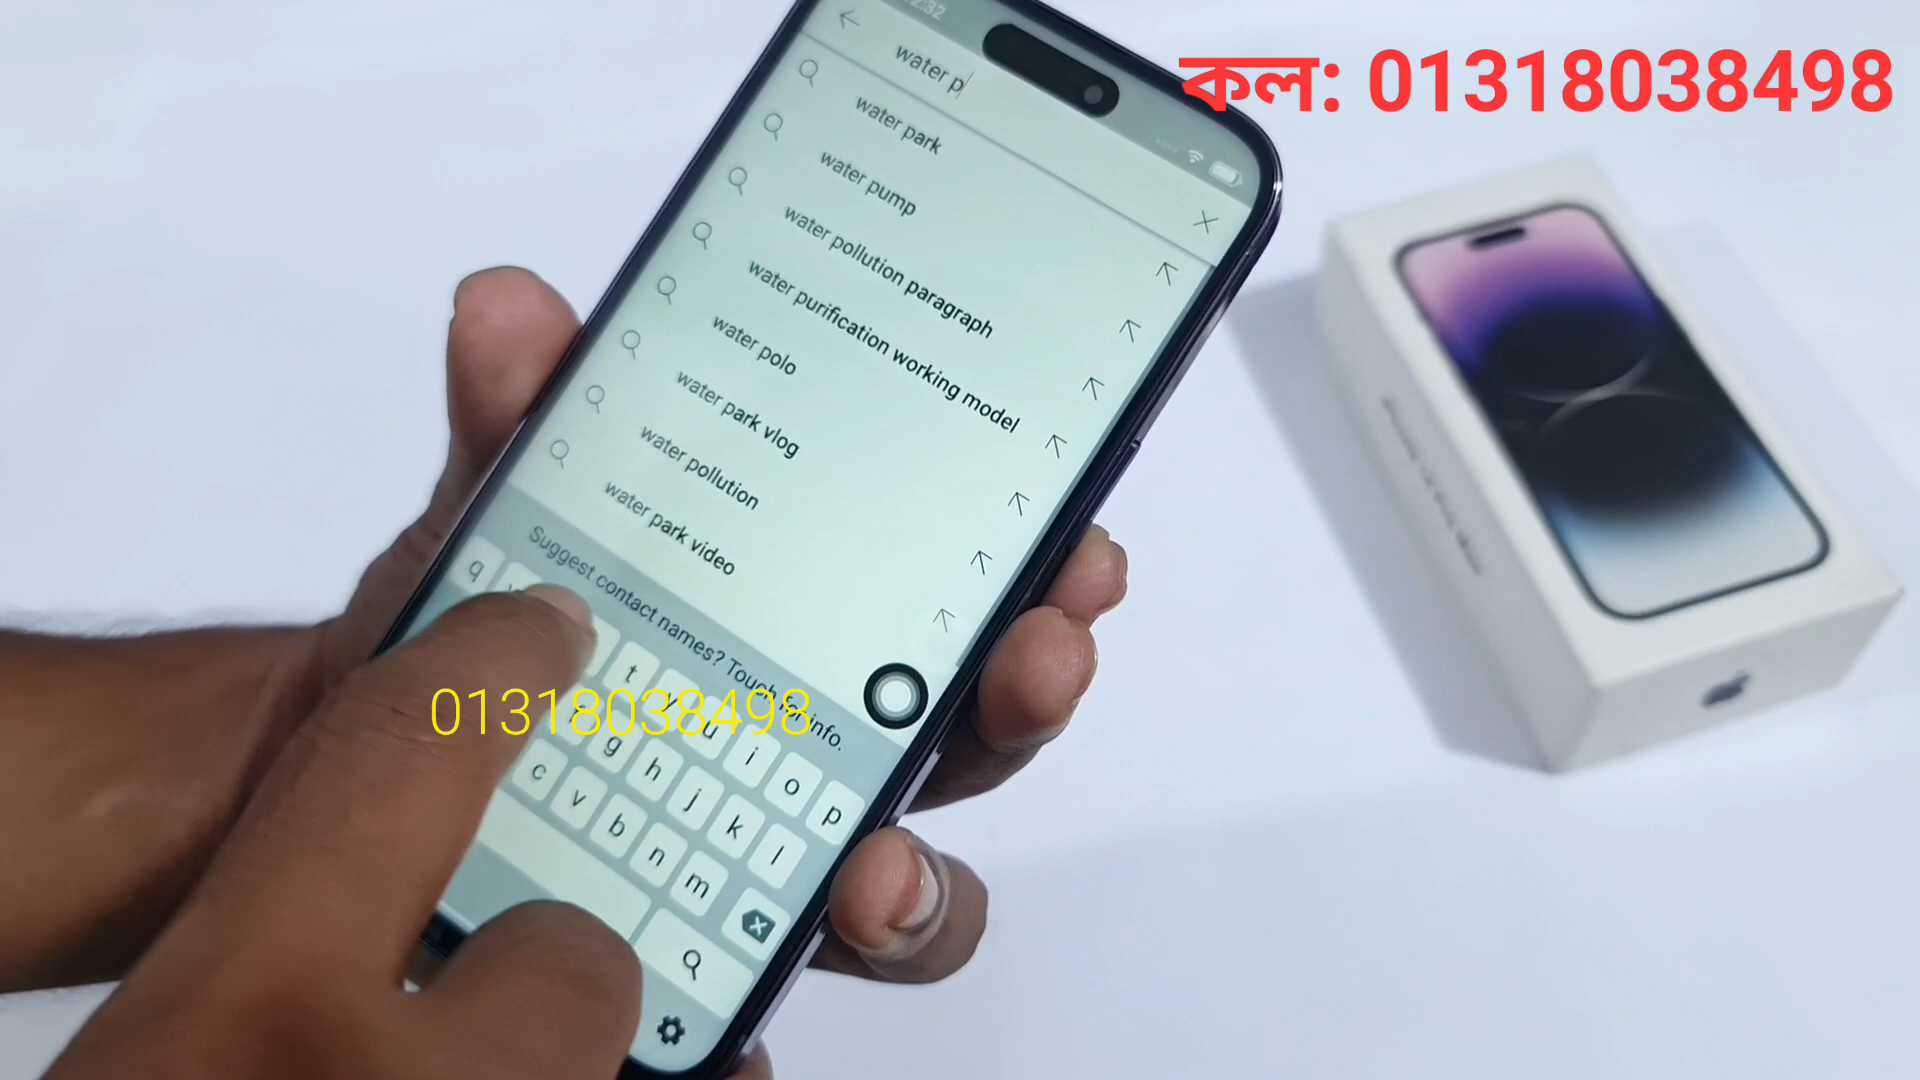 কল: 01318038498
water p
water park
water pump
water pollution paragraph
water purification working model
water polo
water park vlog
water pollution
water park video
Suggest contact names? Touch for info.
q
t y u i o p
g h j k l
c v b n m
01318038498